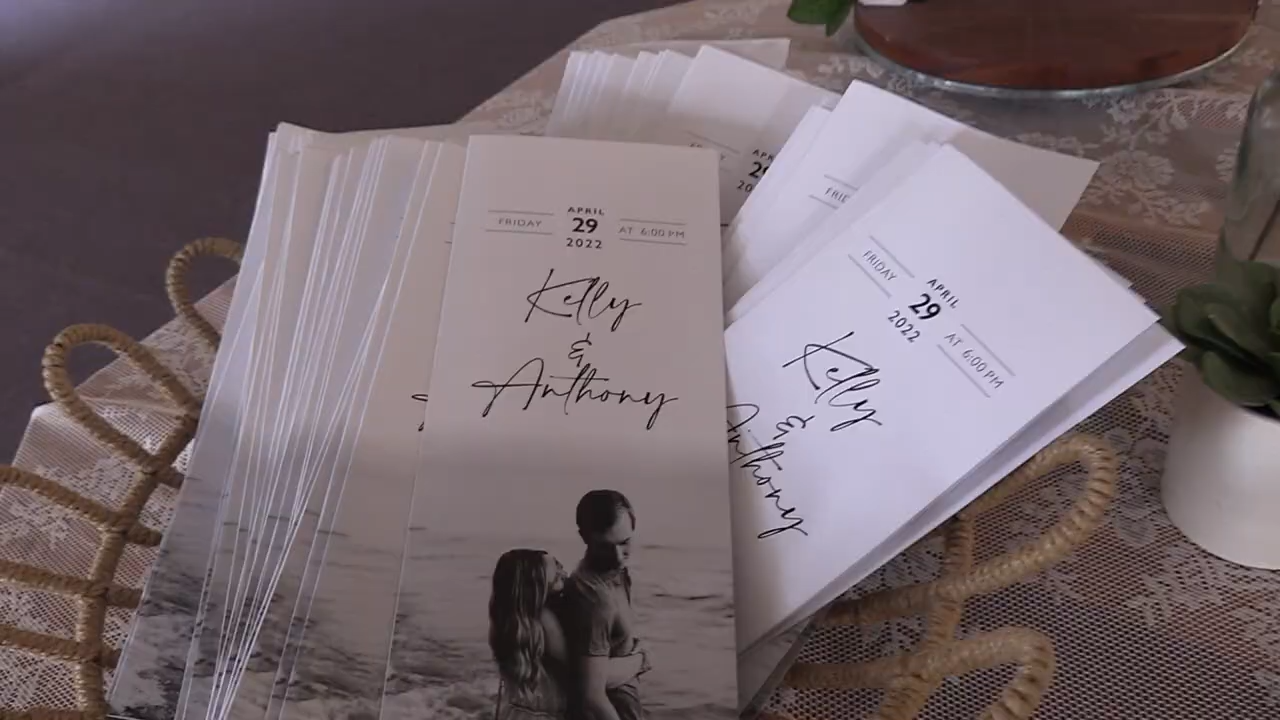 APRIL
FRIDAY 29 AT 6:00 PM
2022
Kelly
&
Anthony
APRIL
FRIDAY 29 AT 6:00 PM
2022
Kelly
&
Anthony